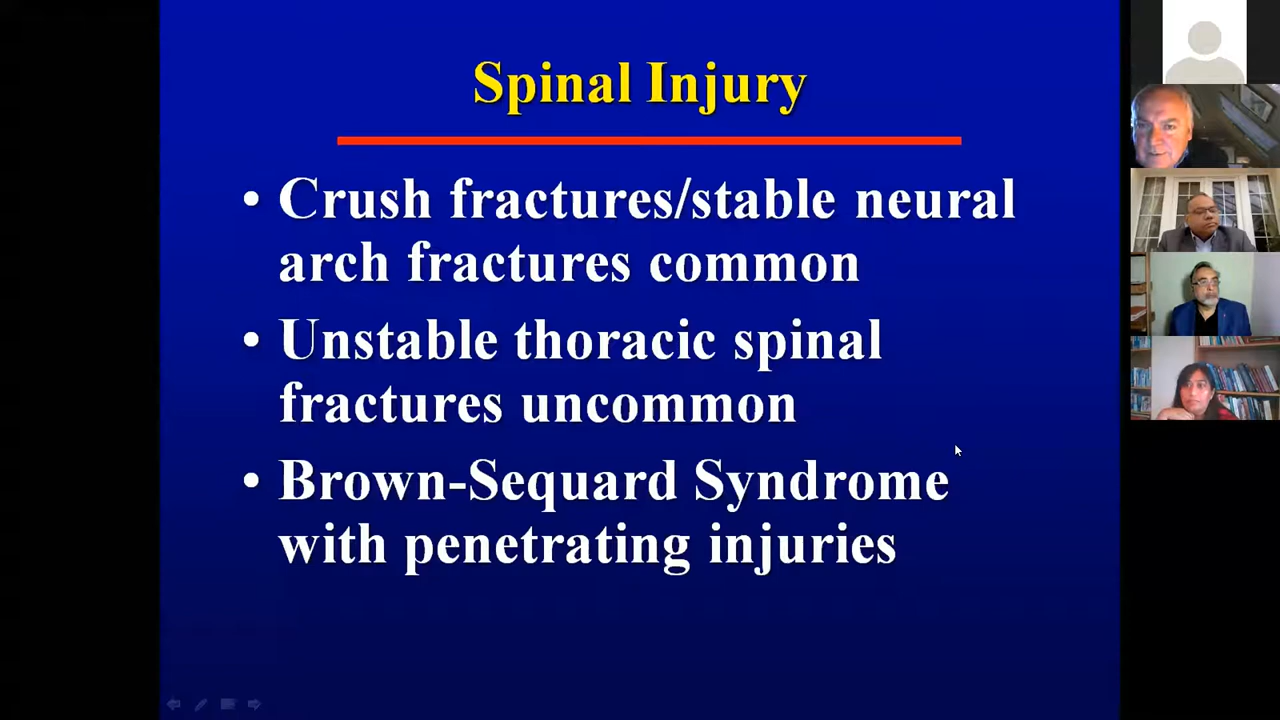 Spinal Injury
• Crush fractures/stable neural
arch fractures common
• Unstable thoracic spinal
fractures uncommon
• Brown-Sequard Syndrome
with penetrating injuries